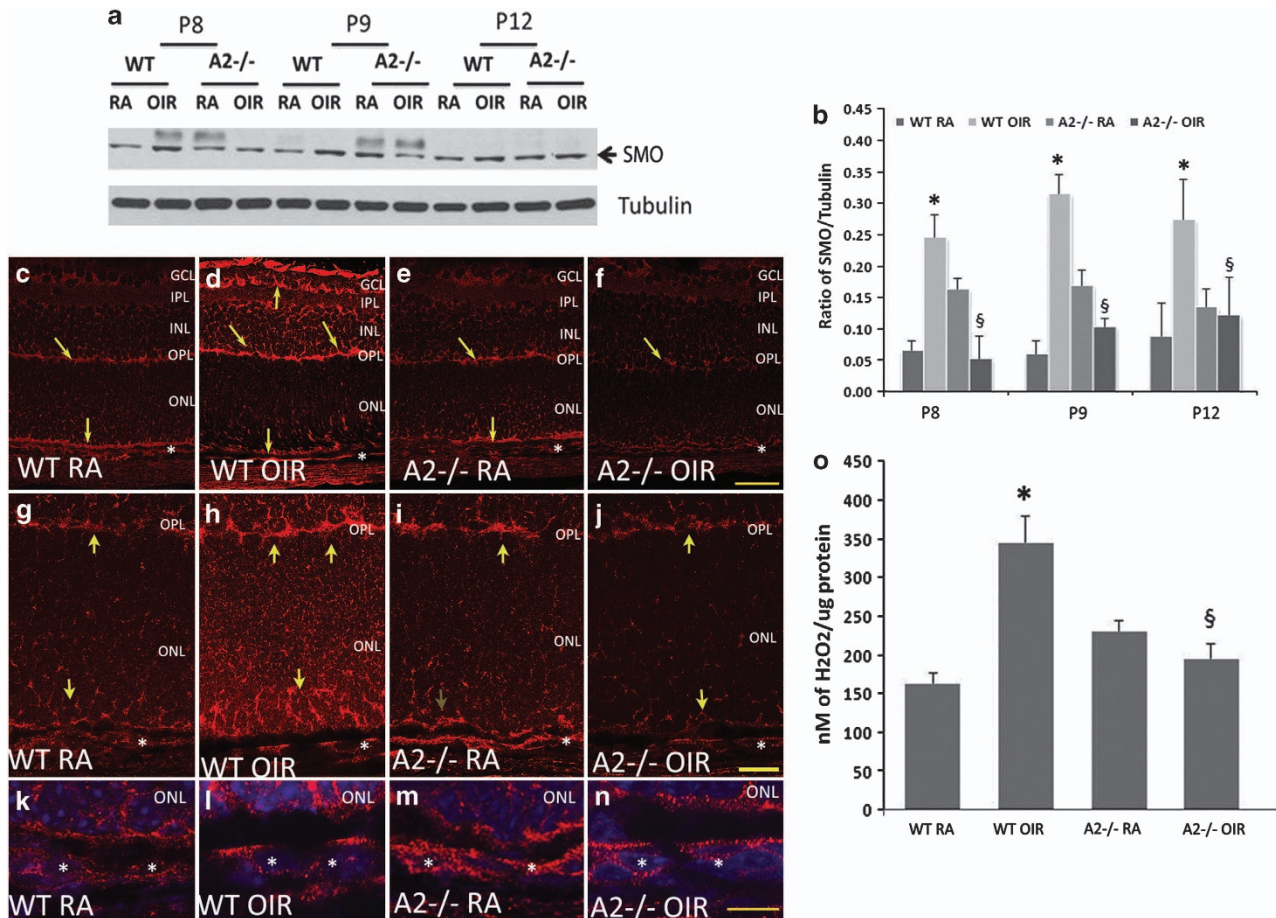 a
P8 P9 P12
WT A2-/- WT A2-/- WT A2-/-
RA OIR RA OIR RA OIR RA OIR RA OIR RA OIR
SMO
Tubulin
b
WT RA WT OIR A2-/- RA A2-/- OIR
Ratio of SMO/Tubulin
0.45
0.40
0.35
0.30
0.25
0.20
0.15
0.10
0.05
0.00
* * *
§ § §
P8 P9 P12
c d e f
GCL GCL GCL GCL
IPL IPL IPL IPL
INL INL INL INL
OPL OPL OPL OPL
ONL ONL ONL ONL
* * * *
WT RA WT OIR A2-/- RA A2-/- OIR
g h i j
OPL OPL OPL OPL
ONL ONL ONL ONL
* * * *
WT RA WT OIR A2-/- RA A2-/- OIR
k l m n
ONL ONL ONL ONL
* * * * * * * *
WT RA WT OIR A2-/- RA A2-/- OIR
o
nM of H2O2/ug protein
450
400
350
300
250
200
150
100
50
0
*
§
WT RA WT OIR A2-/- RA A2-/- OIR